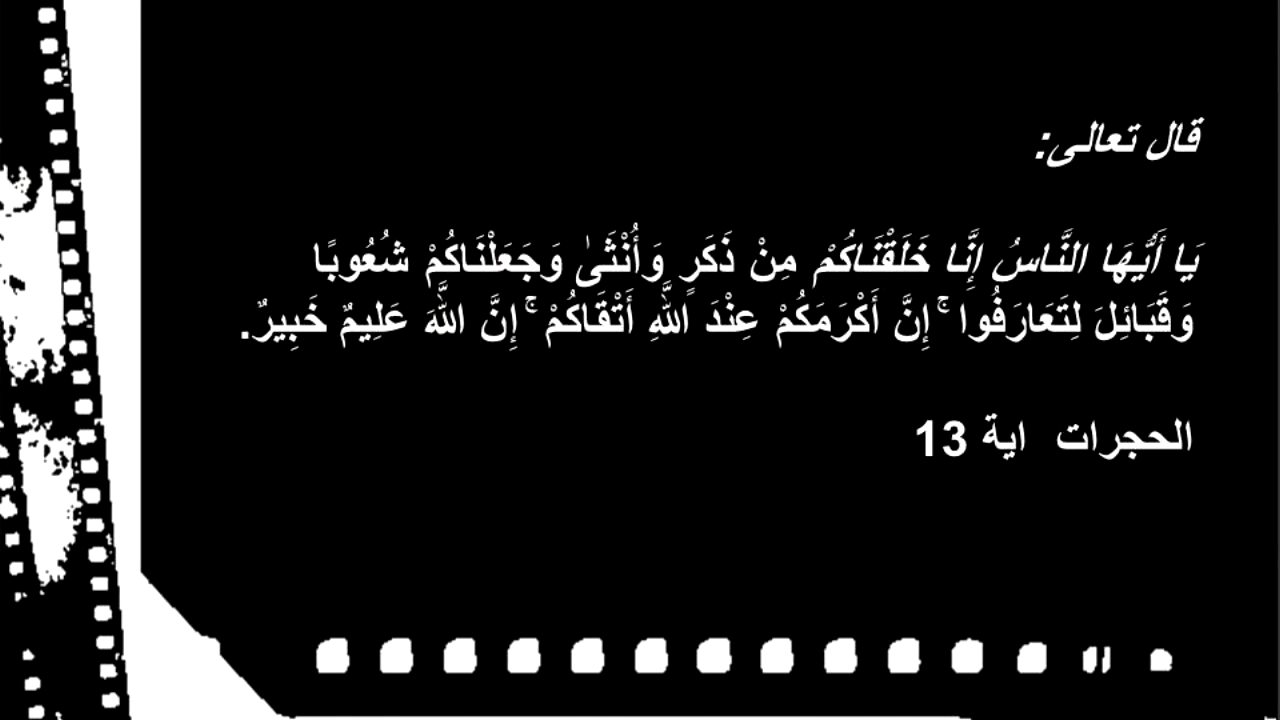 قال تعالى:
يَا أَيُّهَا النَّاسُ إِنَّا خَلَقْنَاكُمْ مِنْ ذَكَرٍ وَأُنْثَىٰ وَجَعَلْنَاكُمْ شُعُوبًا
وَقَبَائِلَ لِتَعَارَفُوا ۚ إِنَّ أَكْرَمَكُمْ عِنْدَ اللَّهِ أَتْقَاكُمْ ۚ إِنَّ اللَّهَ عَلِيمٌ خَبِيرٌ.
الحجرات اية 13